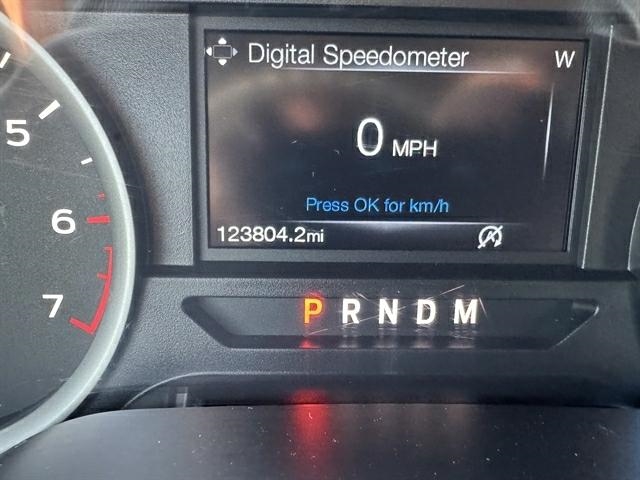 Digital Speedometer W
0 MPH
Press OK for km/h
123804.2mi A
5
6
7
P R N D M